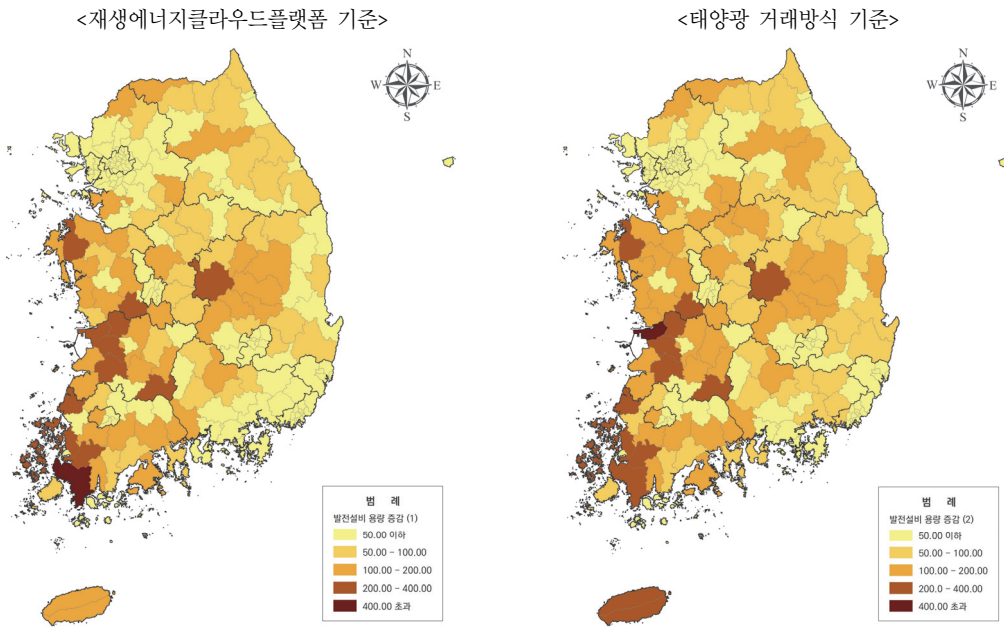 <재생에너지클라우드플랫폼 기준>
N
W E
S
범 례
발전설비 용량 증감 (1)
50.00 이하
50.00 - 100.00
100.00 - 200.00
200.00 - 400.00
400.00 초과
<태양광 거래방식 기준>
N
W E
S
범 례
발전설비 용량 증감 (2)
50.00 이하
50.00 - 100.00
100.00 - 200.00
200.0 - 400.00
400.00 초과